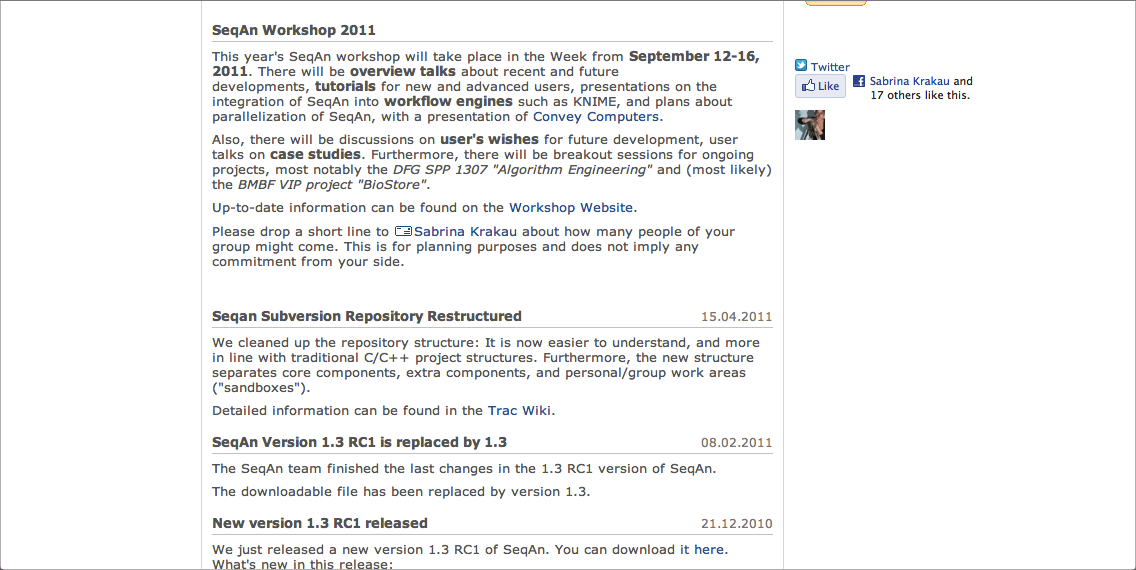 SeqAn Workshop 2011
This year's SeqAn workshop will take place in the Week from September 12-16,
2011. There will be overview talks about recent and future
developments, tutorials for new and advanced users, presentations on the
integration of SeqAn into workflow engines such as KNIME, and plans about
parallelization of SeqAn, with a presentation of Convey Computers.
Also, there will be discussions on user's wishes for future development, user
talks on case studies. Furthermore, there will be breakout sessions for ongoing
projects, most notably the DFG SPP 1307 "Algorithm Engineering" and (most likely)
the BMBF VIP project "BioStore".
Up-to-date information can be found on the Workshop Website.
Please drop a short line to Sabrina Krakau about how many people of your
group might come. This is for planning purposes and does not imply any
commitment from your side.
Seqan Subversion Repository Restructured 15.04.2011
We cleaned up the repository structure: It is now easier to understand, and more
in line with traditional C/C++ project structures. Furthermore, the new structure
separates core components, extra components, and personal/group work areas
("sandboxes").
Detailed information can be found in the Trac Wiki.
SeqAn Version 1.3 RC1 is replaced by 1.3 08.02.2011
The SeqAn team finished the last changes in the 1.3 RC1 version of SeqAn.
The downloadable file has been replaced by version 1.3.
New version 1.3 RC1 released 21.12.2010
We just released a new version 1.3 RC1 of SeqAn. You can download it here.
What's new in this release:
Twitter
Like
Sabrina Krakau and
17 others like this.